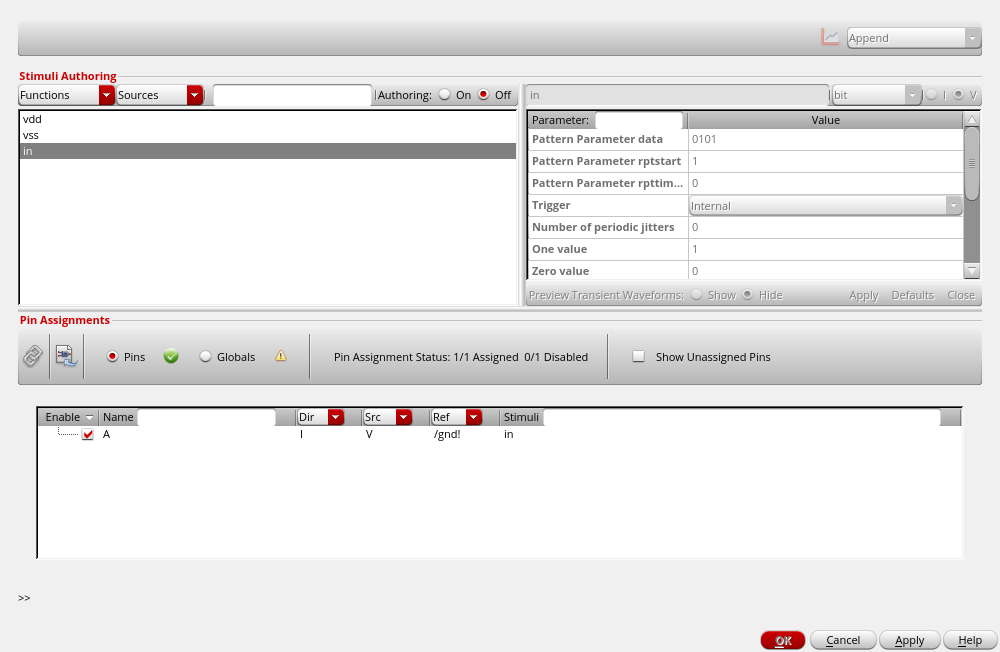 Append
Stimuli Authoring
Functions Sources Authoring: On Off in bit I V
vdd
vss
in
Parameter: Value
Pattern Parameter data 0101
Pattern Parameter rptstart 1
Pattern Parameter rpttim... 0
Trigger Internal
Number of periodic jitters 0
One value 1
Zero value 0
Preview Transient Waveforms: Show Hide Apply Defaults Close
Pin Assignments
Pins Globals Pin Assignment Status: 1/1 Assigned 0/1 Disabled Show Unassigned Pins
Enable Name Dir Src Ref Stimuli
A I V /gnd! in
>>
OK Cancel Apply Help